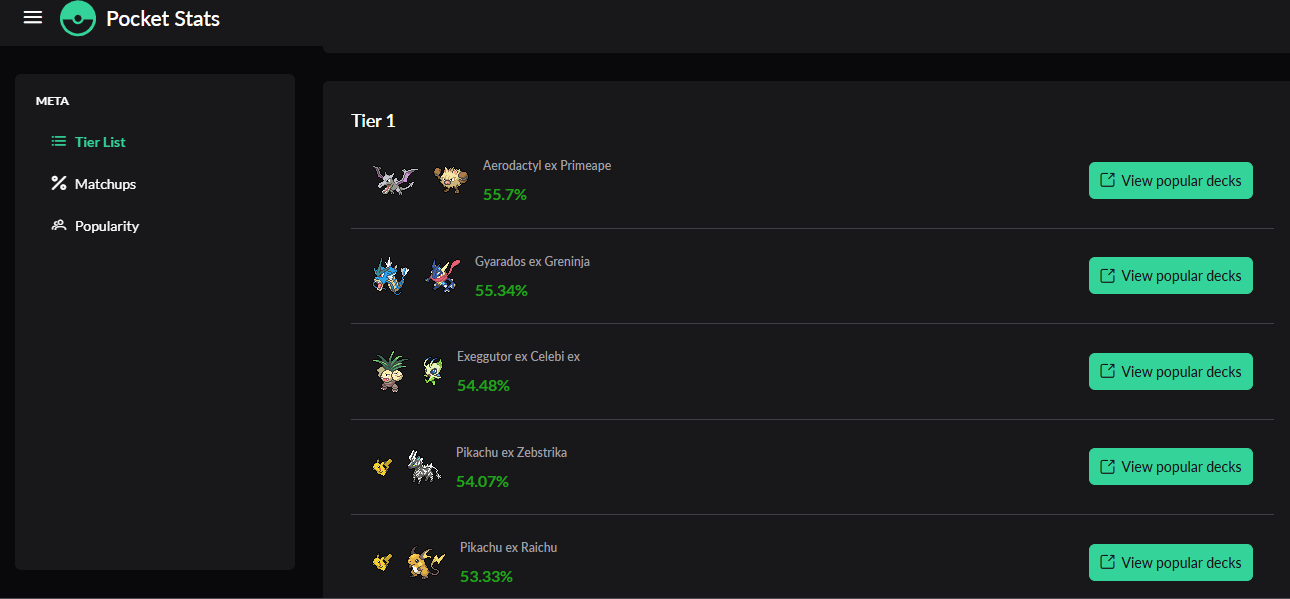 Pocket Stats
META
Tier List
Matchups
Popularity
Tier 1
Aerodactyl ex Primeape
55.7%
View popular decks
Gyarados ex Greninja
55.34%
View popular decks
Exeggutor ex Celebi ex
54.48%
View popular decks
Pikachu ex Zebstrika
54.07%
View popular decks
Pikachu ex Raichu
53.33%
View popular decks